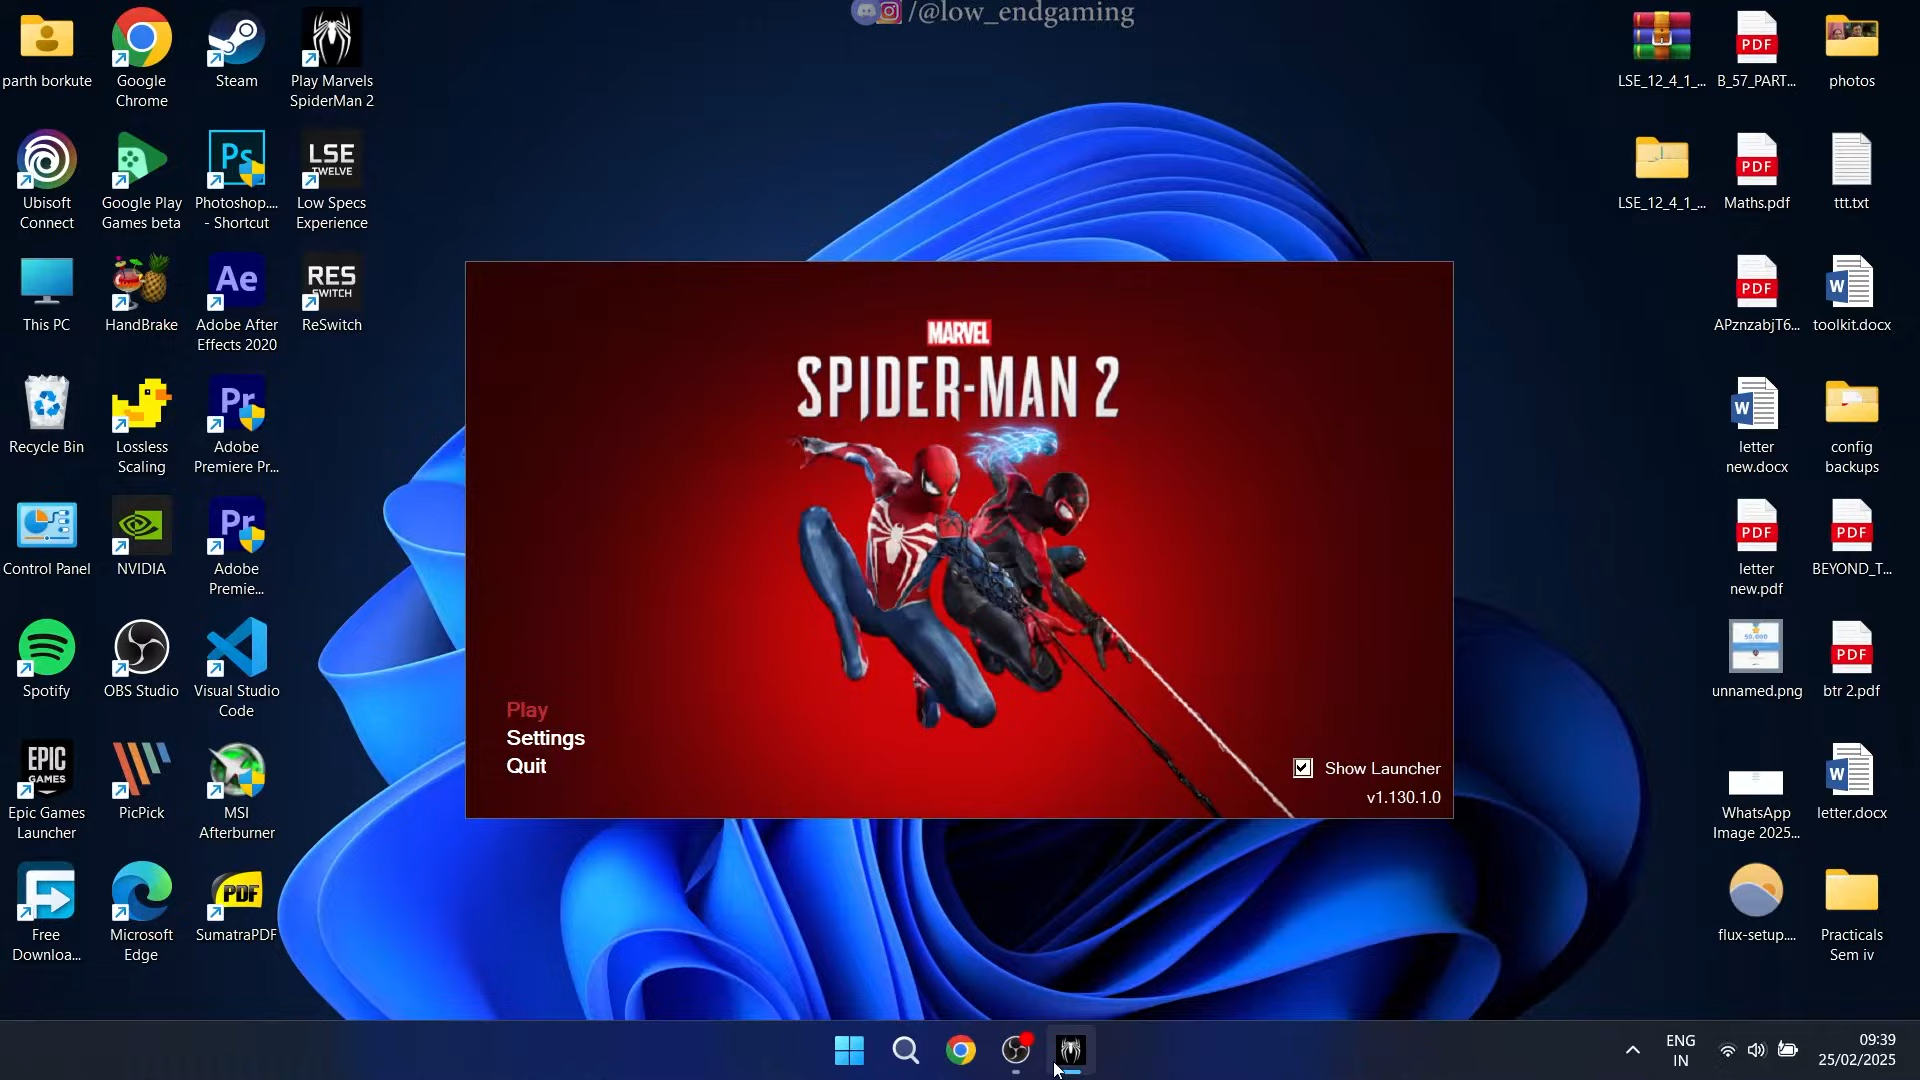 /@low_endgaming
parth borkute
Google
Chrome
Steam
Play Marvels
SpiderMan 2
Ubisoft
Connect
Google Play
Games beta
Ps
Photoshop....
- Shortcut
LSE
TWELVE
Low Specs
Experience
This PC
HandBrake
Ae
Adobe After
Effects 2020
RES
SWITCH
ReSwitch
Recycle Bin
Lossless
Scaling
Pr
Adobe
Premiere Pr...
Control Panel
NVIDIA
Pr
Adobe
Premie...
Spotify
OBS Studio
Visual Studio
Code
EPIC
GAMES
Epic Games
Launcher
PicPick
MSI
Afterburner
Free
Downloa...
Microsoft
Edge
PDF
SumatraPDF
MARVEL
SPIDER-MAN 2
Play
Settings
Quit
Show Launcher
v1.130.1.0
LSE_12_4_1_...
PDF
B_57_PART...
photos
LSE_12_4_1_...
PDF
Maths.pdf
ttt.txt
PDF
APznzabjT6...
W
toolkit.docx
W
letter
new.docx
config
backups
PDF
letter
new.pdf
PDF
BEYOND_T...
50,000
unnamed.png
PDF
btr 2.pdf
WhatsApp
Image 2025...
W
letter.docx
flux-setup....
Practicals
Sem iv
ENG
IN
09:39
25/02/2025